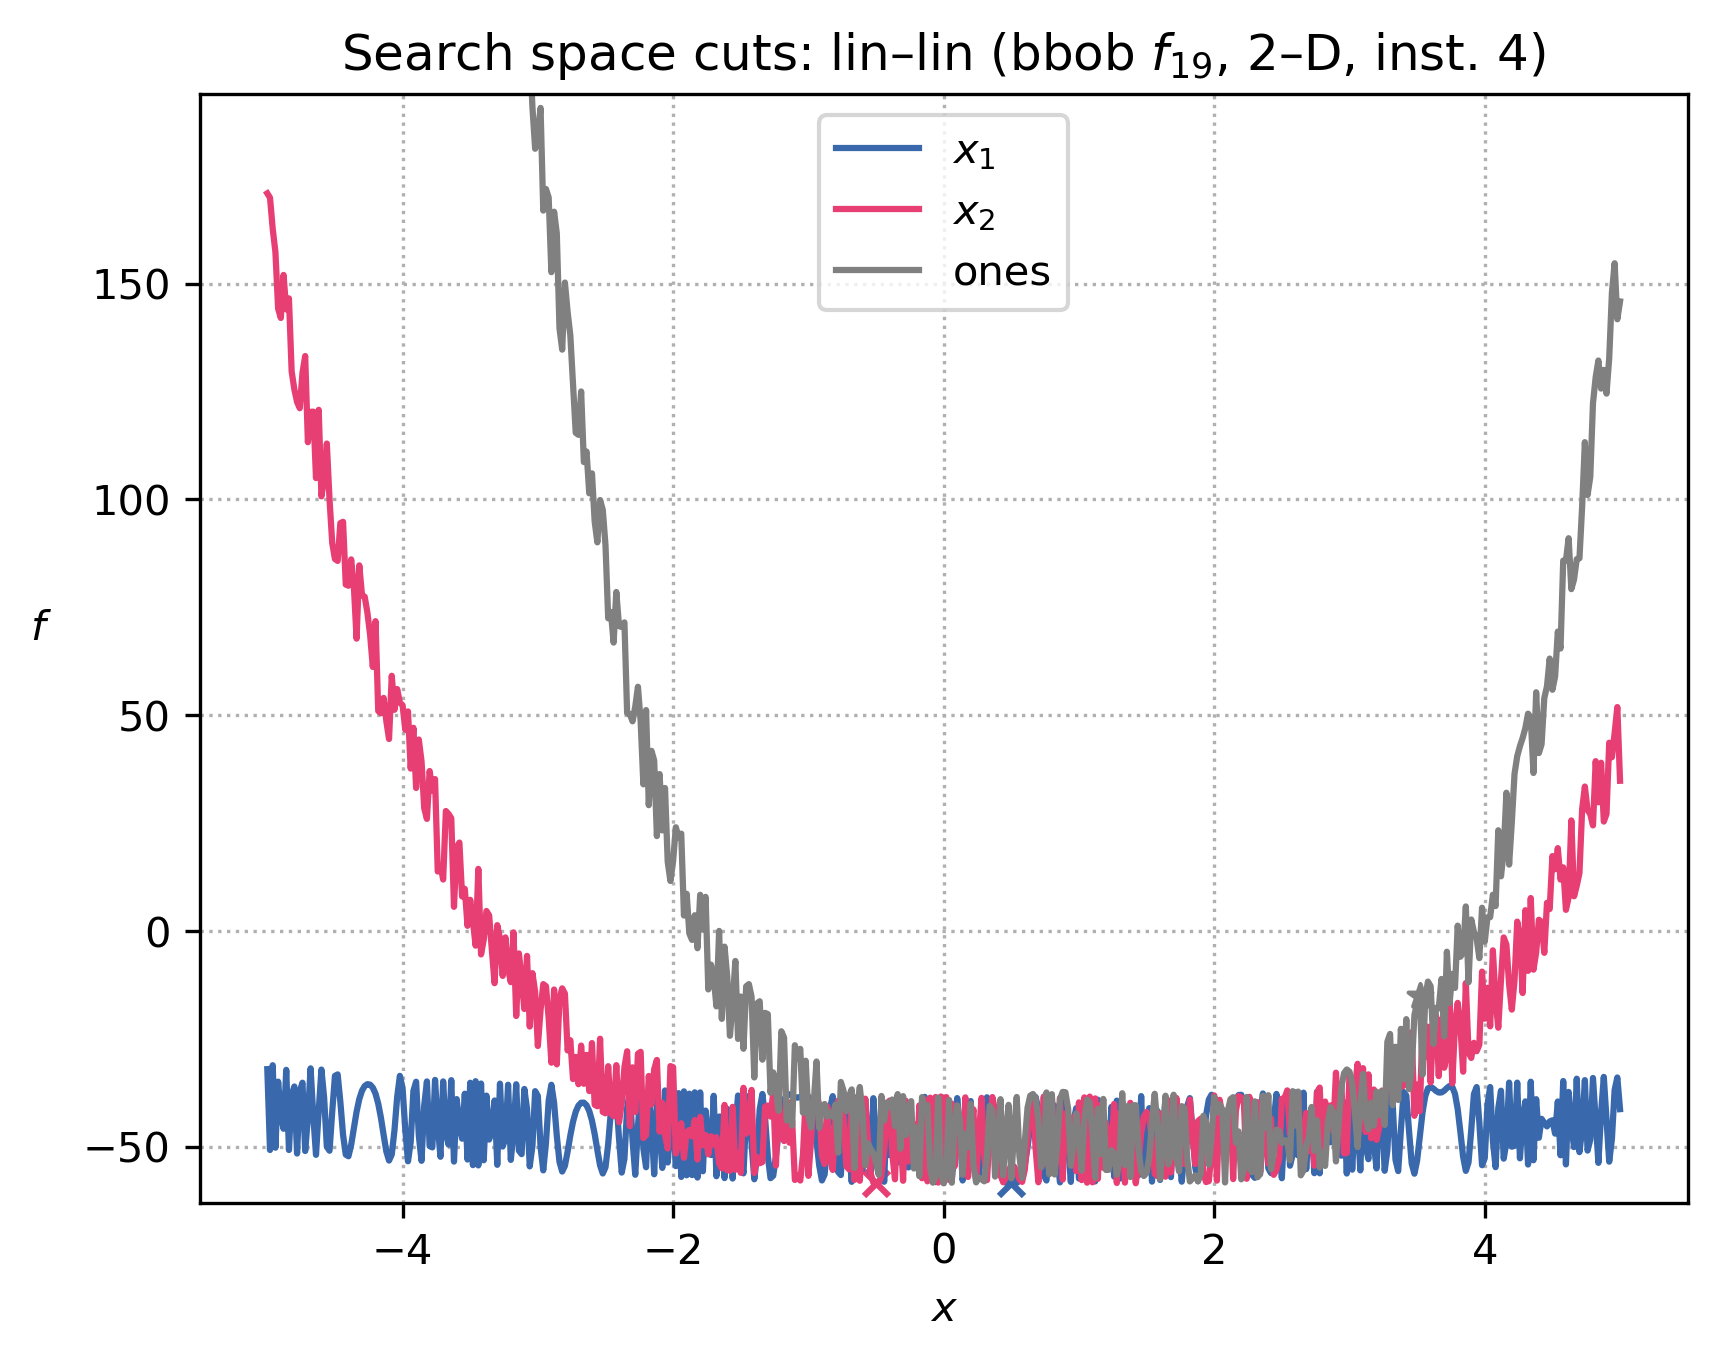 Search space cuts: lin–lin (bbob f₁₉, 2–D, inst. 4)
x₁
x₂
ones
150
100
50
0
−50
f
−4
−2
0
2
4
x